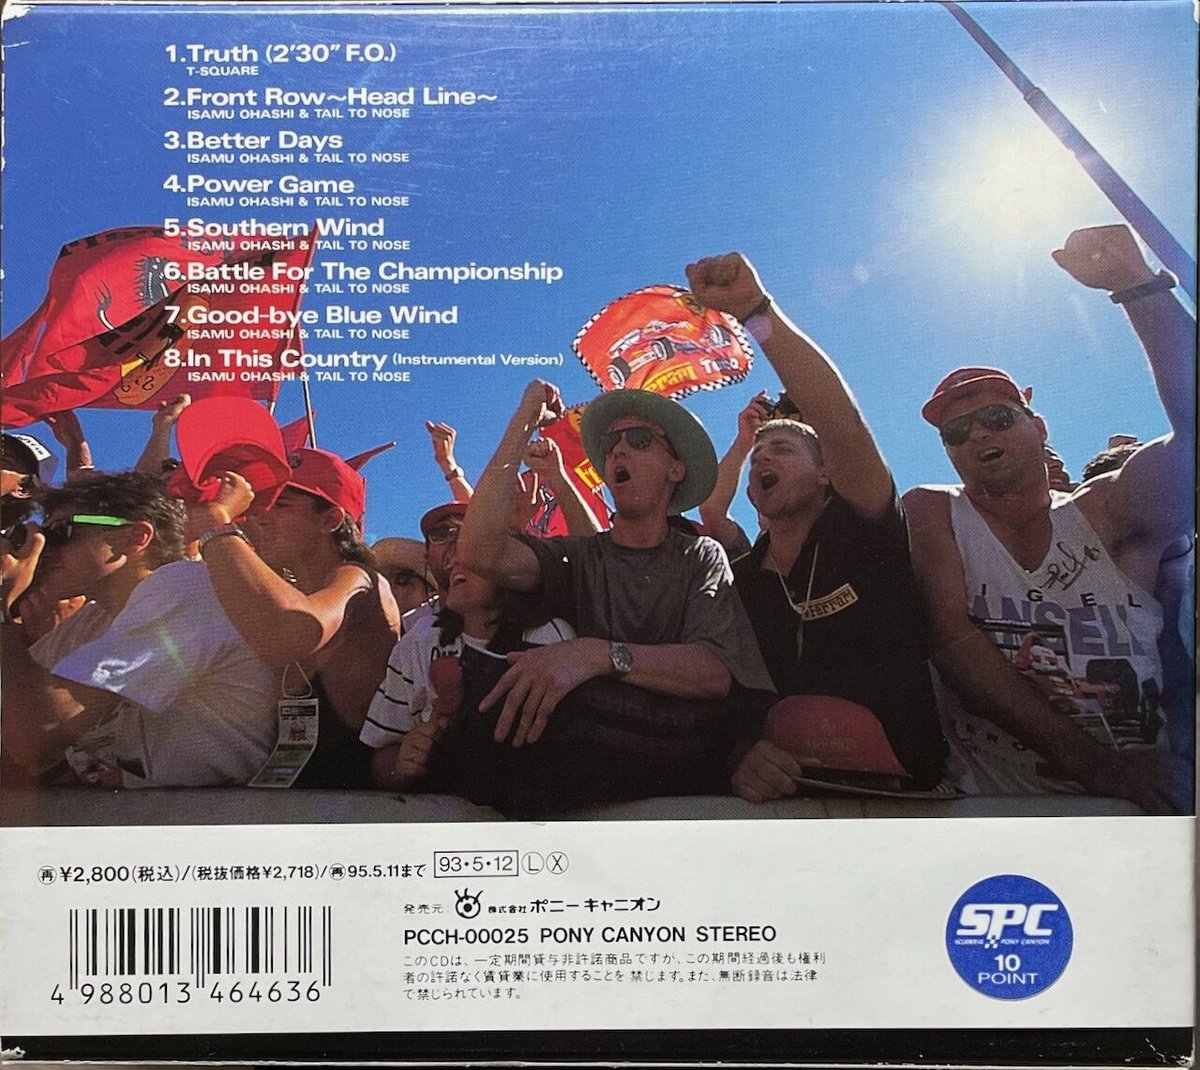 1.Truth (2'30" F.O.)
T-SQUARE
2.Front Row~Head Line~
ISAMU OHASHI & TAIL TO NOSE
3.Better Days
ISAMU OHASHI & TAIL TO NOSE
4.Power Game
ISAMU OHASHI & TAIL TO NOSE
5.Southern Wind
ISAMU OHASHI & TAIL TO NOSE
6.Battle For The Championship
ISAMU OHASHI & TAIL TO NOSE
7.Good-bye Blue Wind
ISAMU OHASHI & TAIL TO NOSE
8.In This Country (Instrumental Version)
ISAMU OHASHI & TAIL TO NOSE
Turbo
Ferrari
IGEL
MANSELL
Ferrari
㊞¥2,800(税込)/(税抜価格¥2,718)/再95.5.11まで 93・5・12 Ⓛ Ⓧ
発売元: 株式会社ポニーキャニオン
PCCH-00025 PONY CANYON STEREO
このCDは、一定期間貸与非許諾商品ですが、この期間経過後も権利
者の許諾なく賃貸業に使用することを禁じます。また、無断録音は法律
で禁じられています。
4 988013 464636
SPC
SCUDERIA PONY CANYON
10
POINT